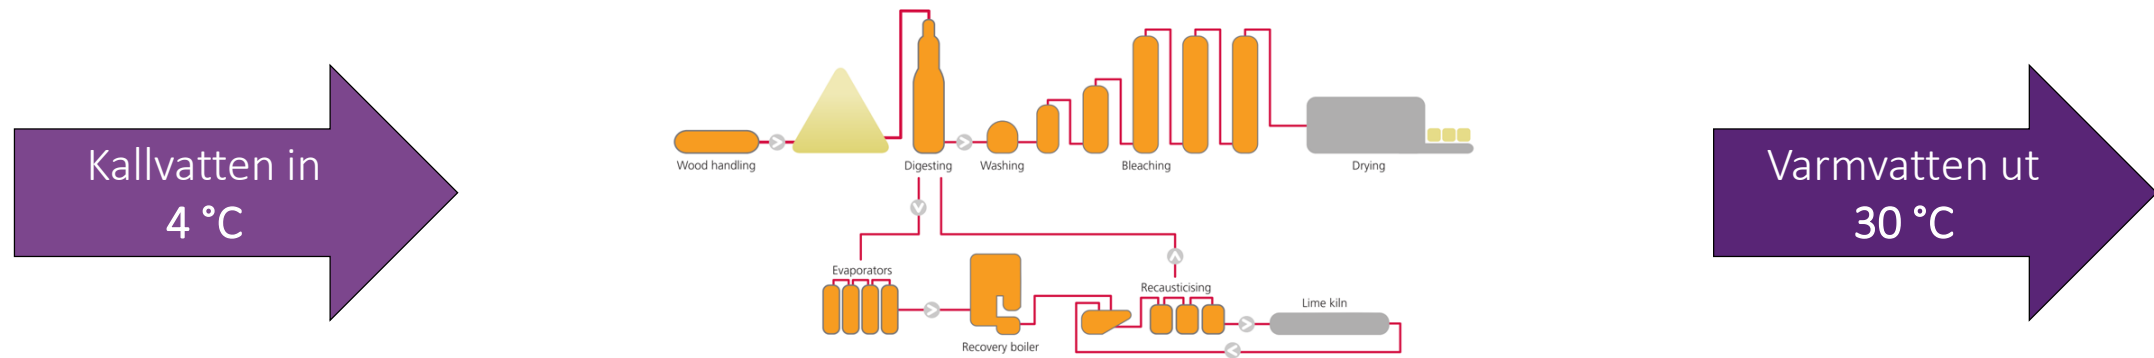 Kallvatten in
4 °C
Wood handling
Digesting
Washing
Bleaching
Drying
Evaporators
Recovery boiler
Recausticising
Lime kiln
Varmvatten ut
30 °C